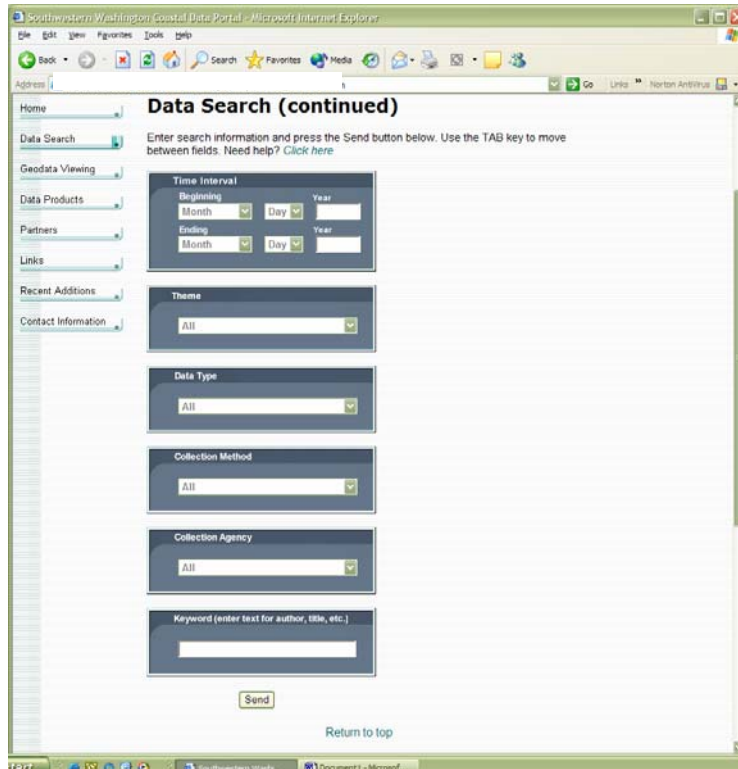 Southwestern Washington Coastal Data Portal - Microsoft Internet Explorer
File Edit View Favorites Tools Help
Back Search Favorites Media
Address Go Links » Norton AntiVirus
Home
Data Search
Geodata Viewing
Data Products
Partners
Links
Recent Additions
Contact Information
Data Search (continued)
Enter search information and press the Send button below. Use the TAB key to move
between fields. Need help? Click here
Time Interval
Beginning Year
Month Day
Ending Year
Month Day
Theme
All
Data Type
All
Collection Method
All
Collection Agency
All
Keyword (enter text for author, title, etc.)
Send
Return to top
Southwestern Document1 - Microsof